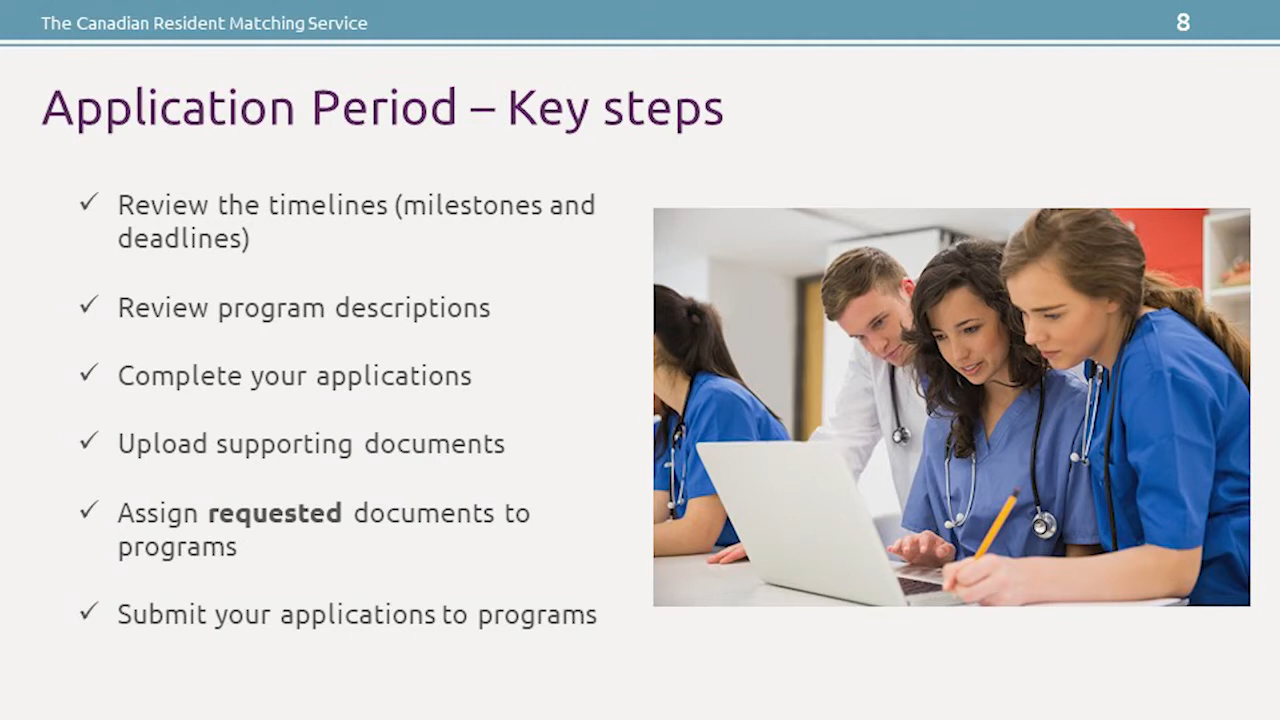 The Canadian Resident Matching Service
8
Application Period – Key steps
✓ Review the timelines (milestones and
deadlines)
✓ Review program descriptions
✓ Complete your applications
✓ Upload supporting documents
✓ Assign requested documents to
programs
✓ Submit your applications to programs